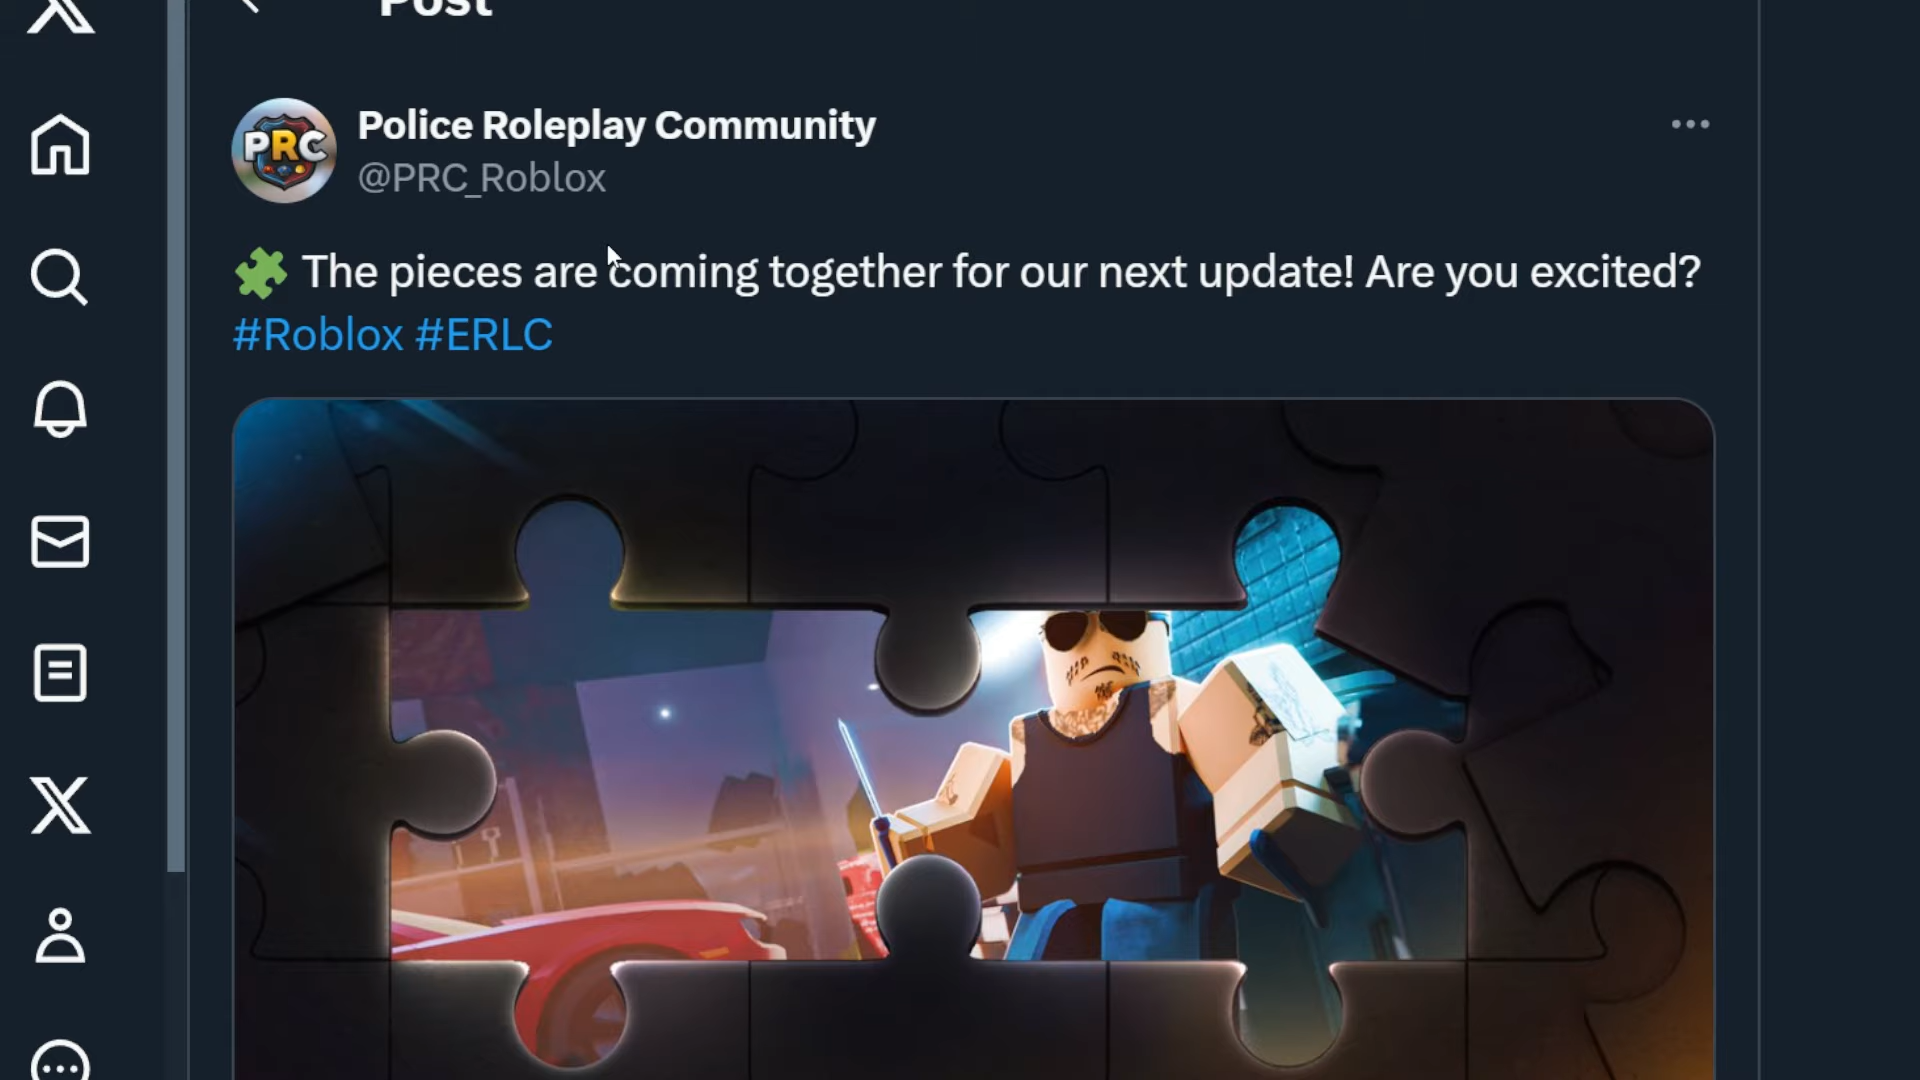 Post
PRC
Police Roleplay Community
@PRC_Roblox
The pieces are coming together for our next update! Are you excited?
#Roblox #ERLC